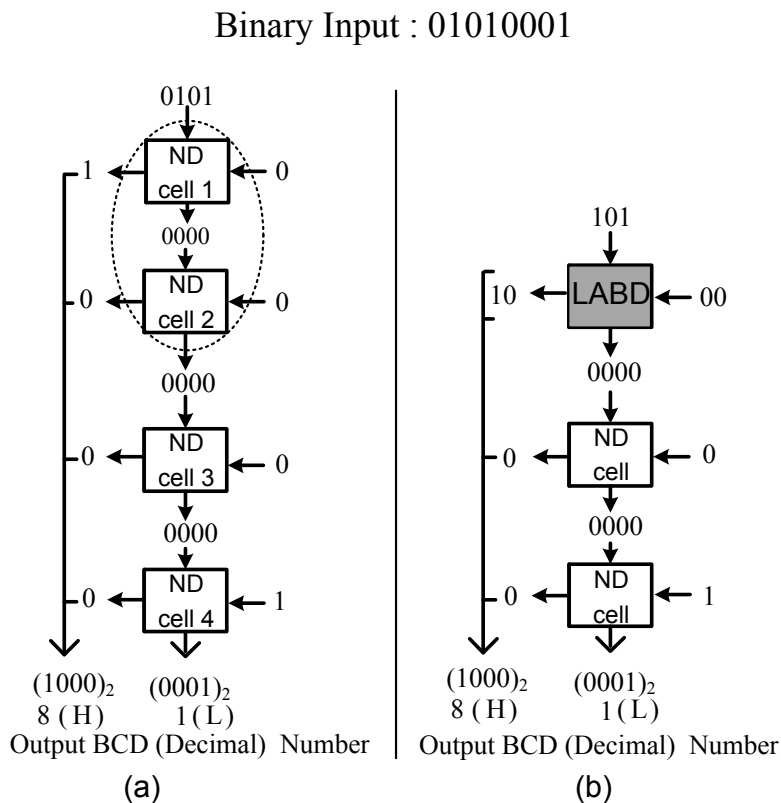 Binary Input : 01010001
0101
ND
cell 1
1
0
0000
ND
cell 2
0
0
0000
ND
cell 3
0
0
0000
ND
cell 4
0
1
(1000)₂
8 ( H )
(0001)₂
1 ( L )
Output BCD (Decimal) Number
(a)
101
LABD
10
00
0000
ND
cell
0
0
0000
ND
cell
0
1
(1000)₂
8 ( H )
(0001)₂
1 ( L )
Output BCD (Decimal) Number
(b)